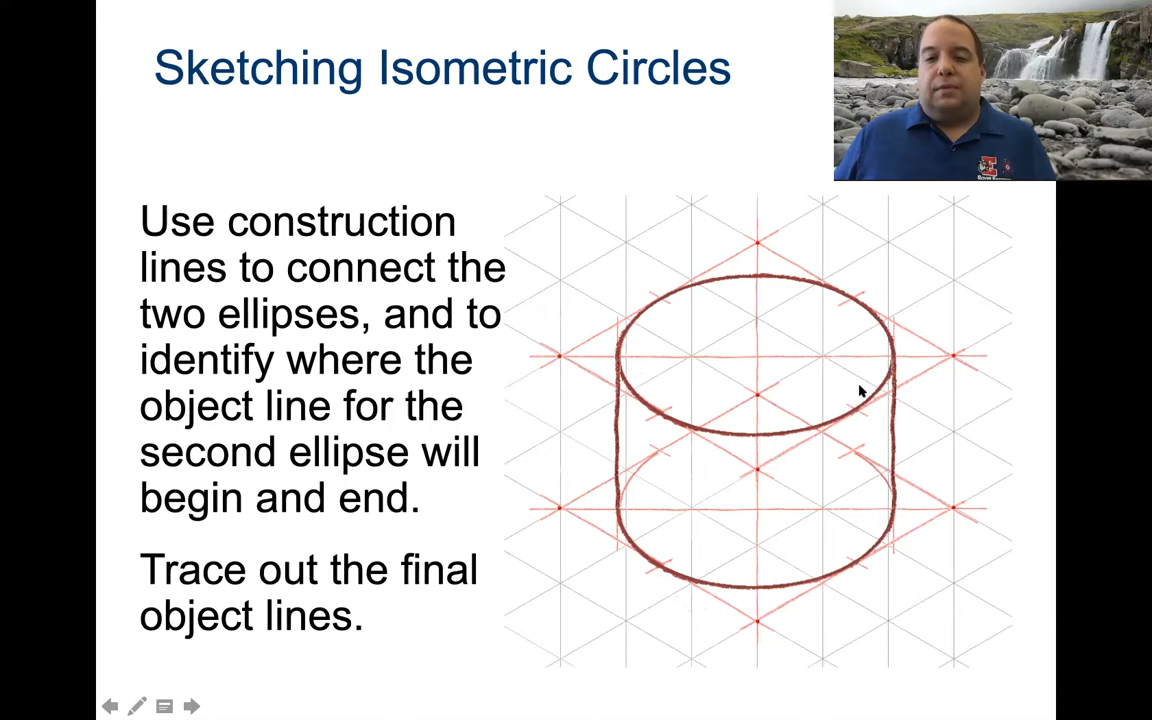 Sketching Isometric Circles
Use construction
lines to connect the
two ellipses, and to
identify where the
object line for the
second ellipse will
begin and end.
Trace out the final
object lines.